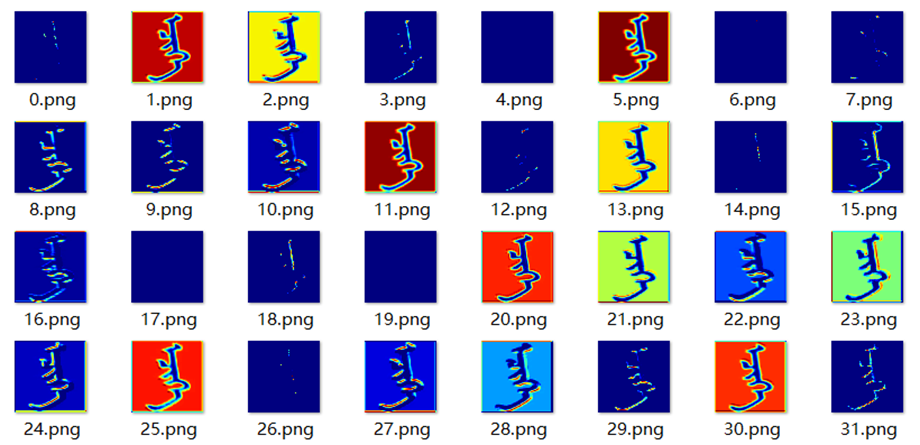 0.png 1.png 2.png 3.png 4.png 5.png 6.png 7.png
8.png 9.png 10.png 11.png 12.png 13.png 14.png 15.png
16.png 17.png 18.png 19.png 20.png 21.png 22.png 23.png
24.png 25.png 26.png 27.png 28.png 29.png 30.png 31.png